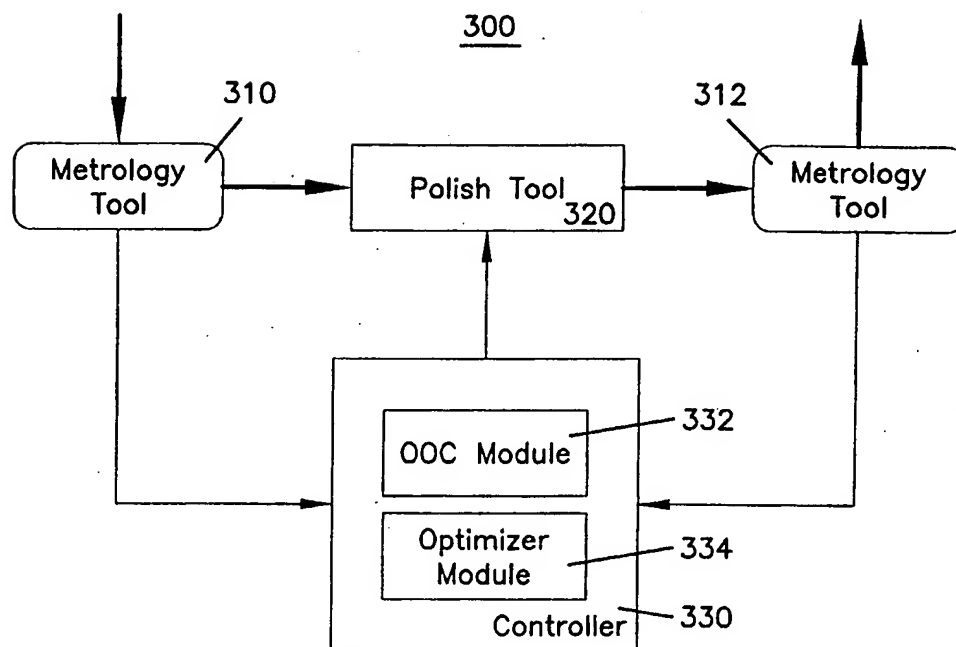 300
310
312
Metrology
Tool
Polish Tool
320
Metrology
Tool
OOC Module
332
Optimizer
Module
334
Controller
330